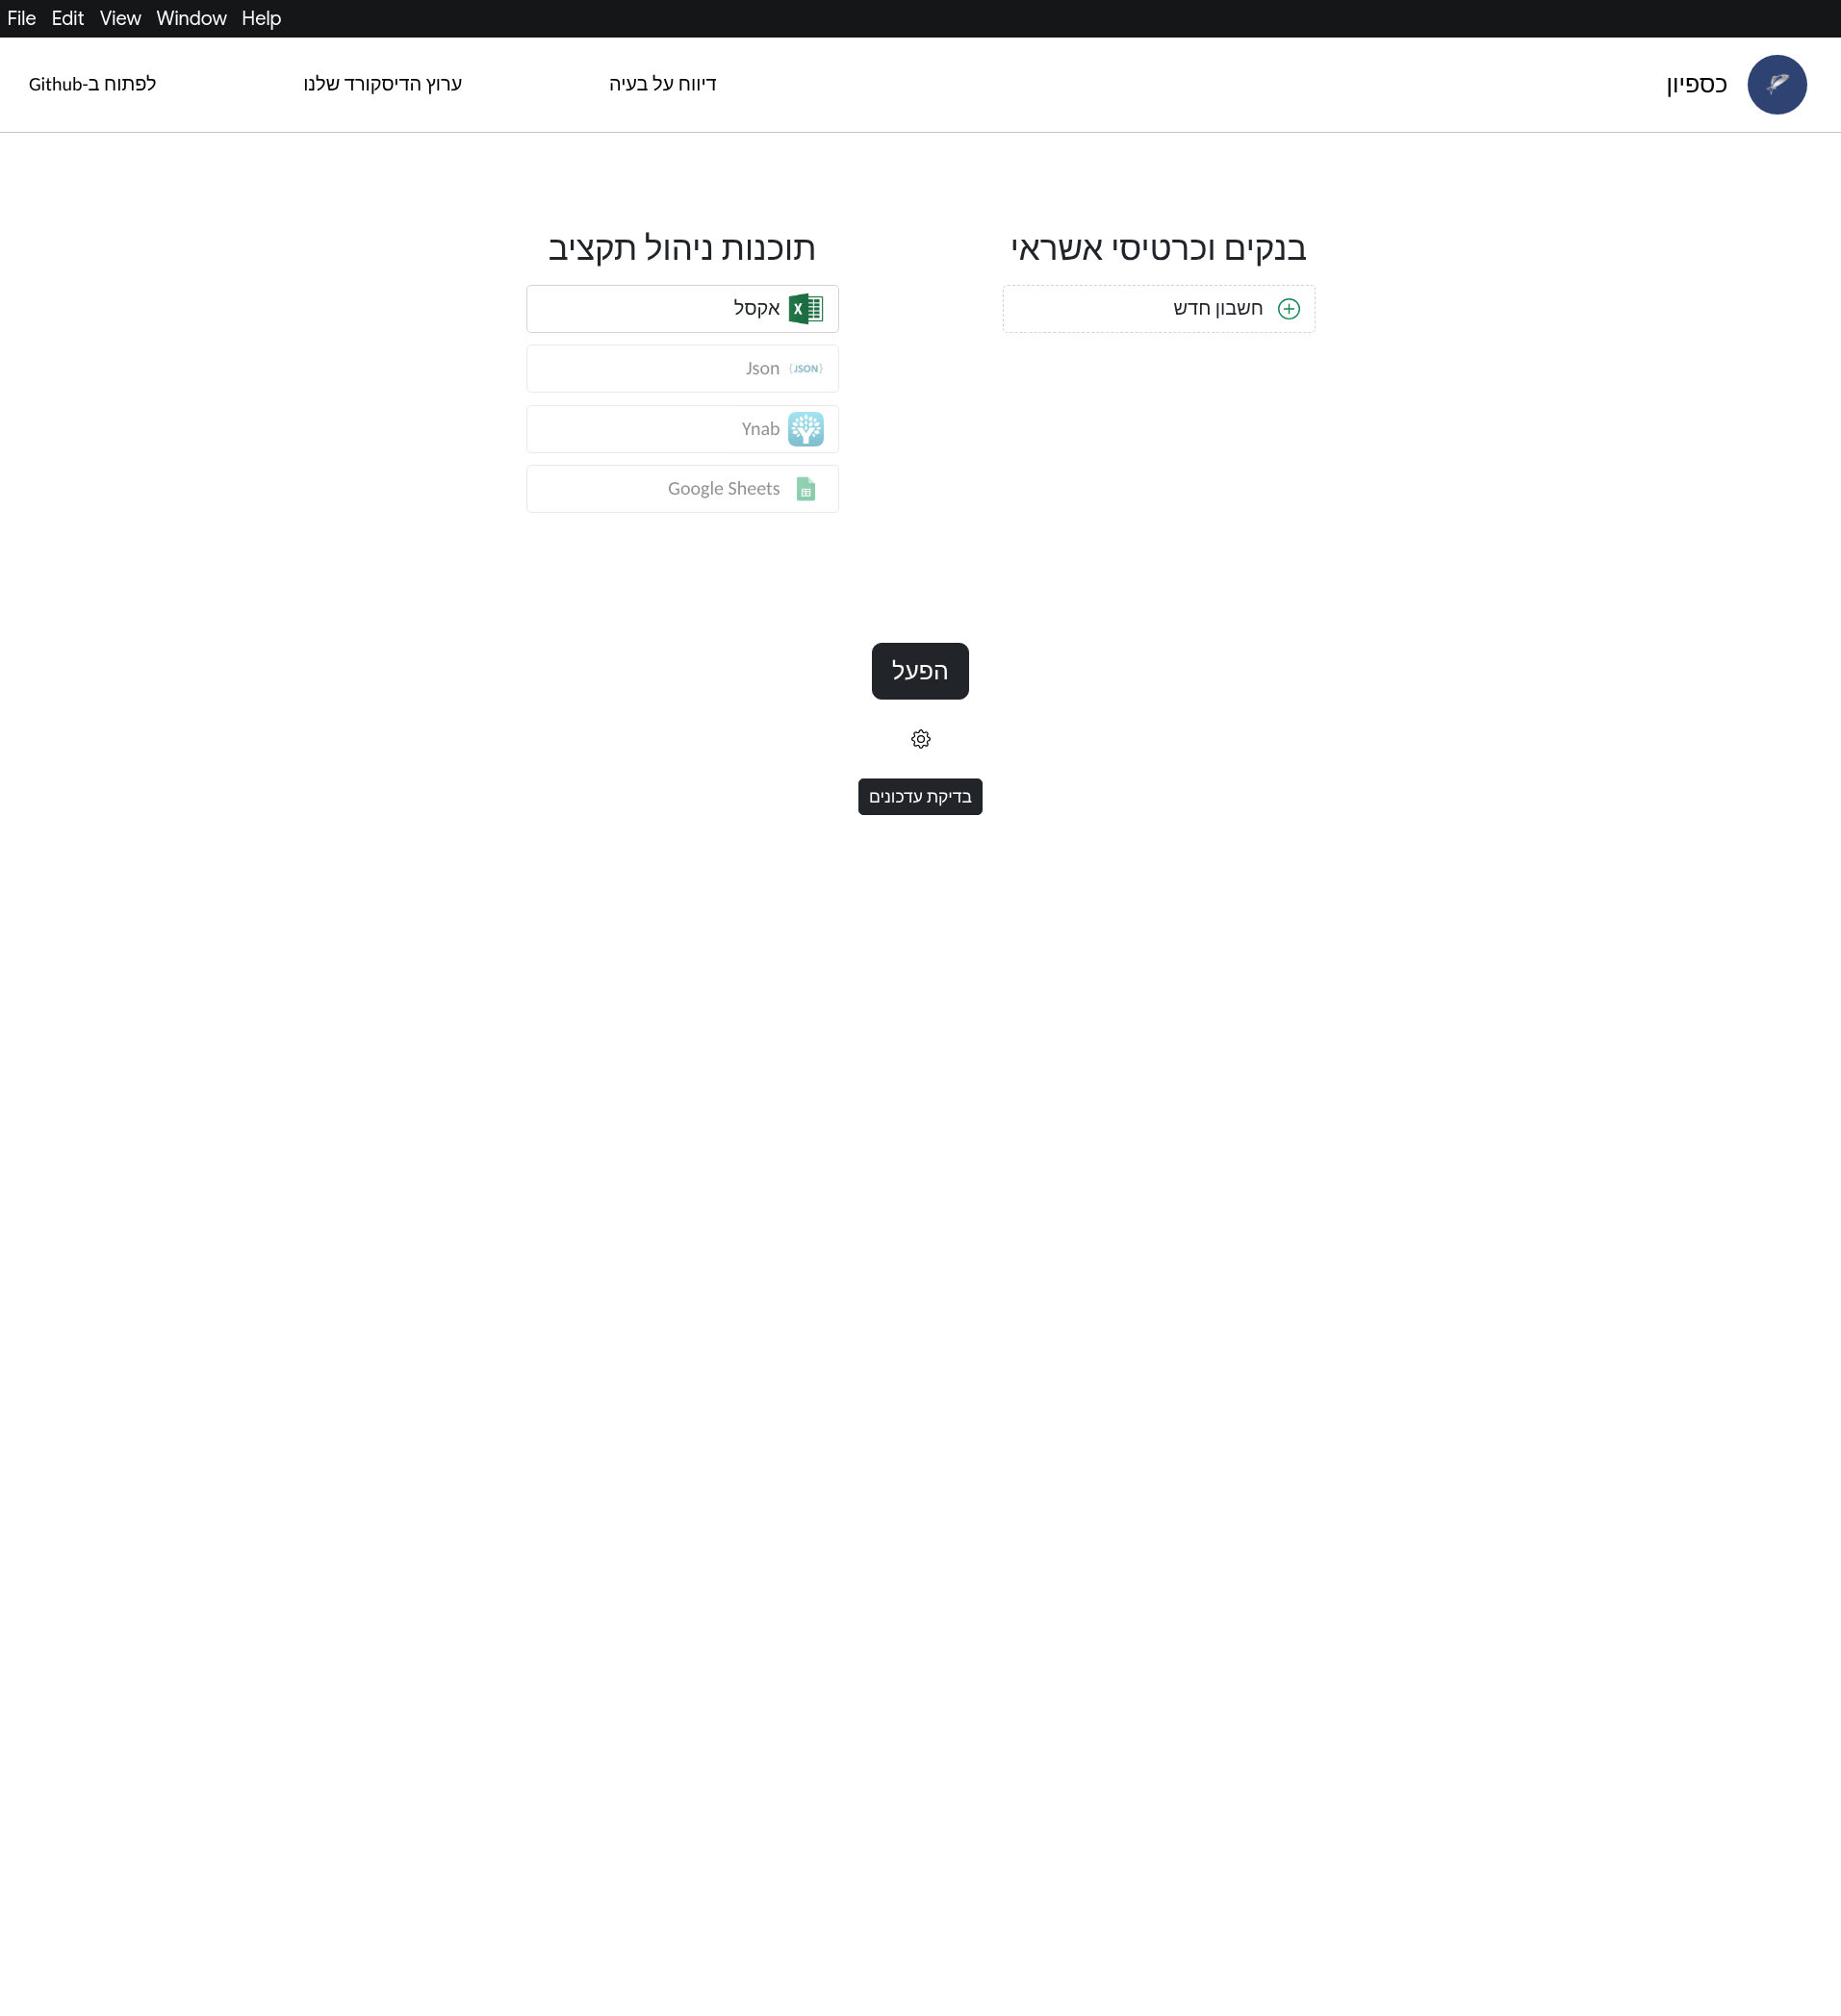 File Edit View Window Help
כספיון
דיווח על בעיה
ערוץ הדיסקורד שלנו
לפתוח ב-Github
בנקים וכרטיסי אשראי
חשבון חדש
תוכנות ניהול תקציב
אקסל
{JSON} Json
Ynab
Google Sheets
הפעל
בדיקת עדכונים